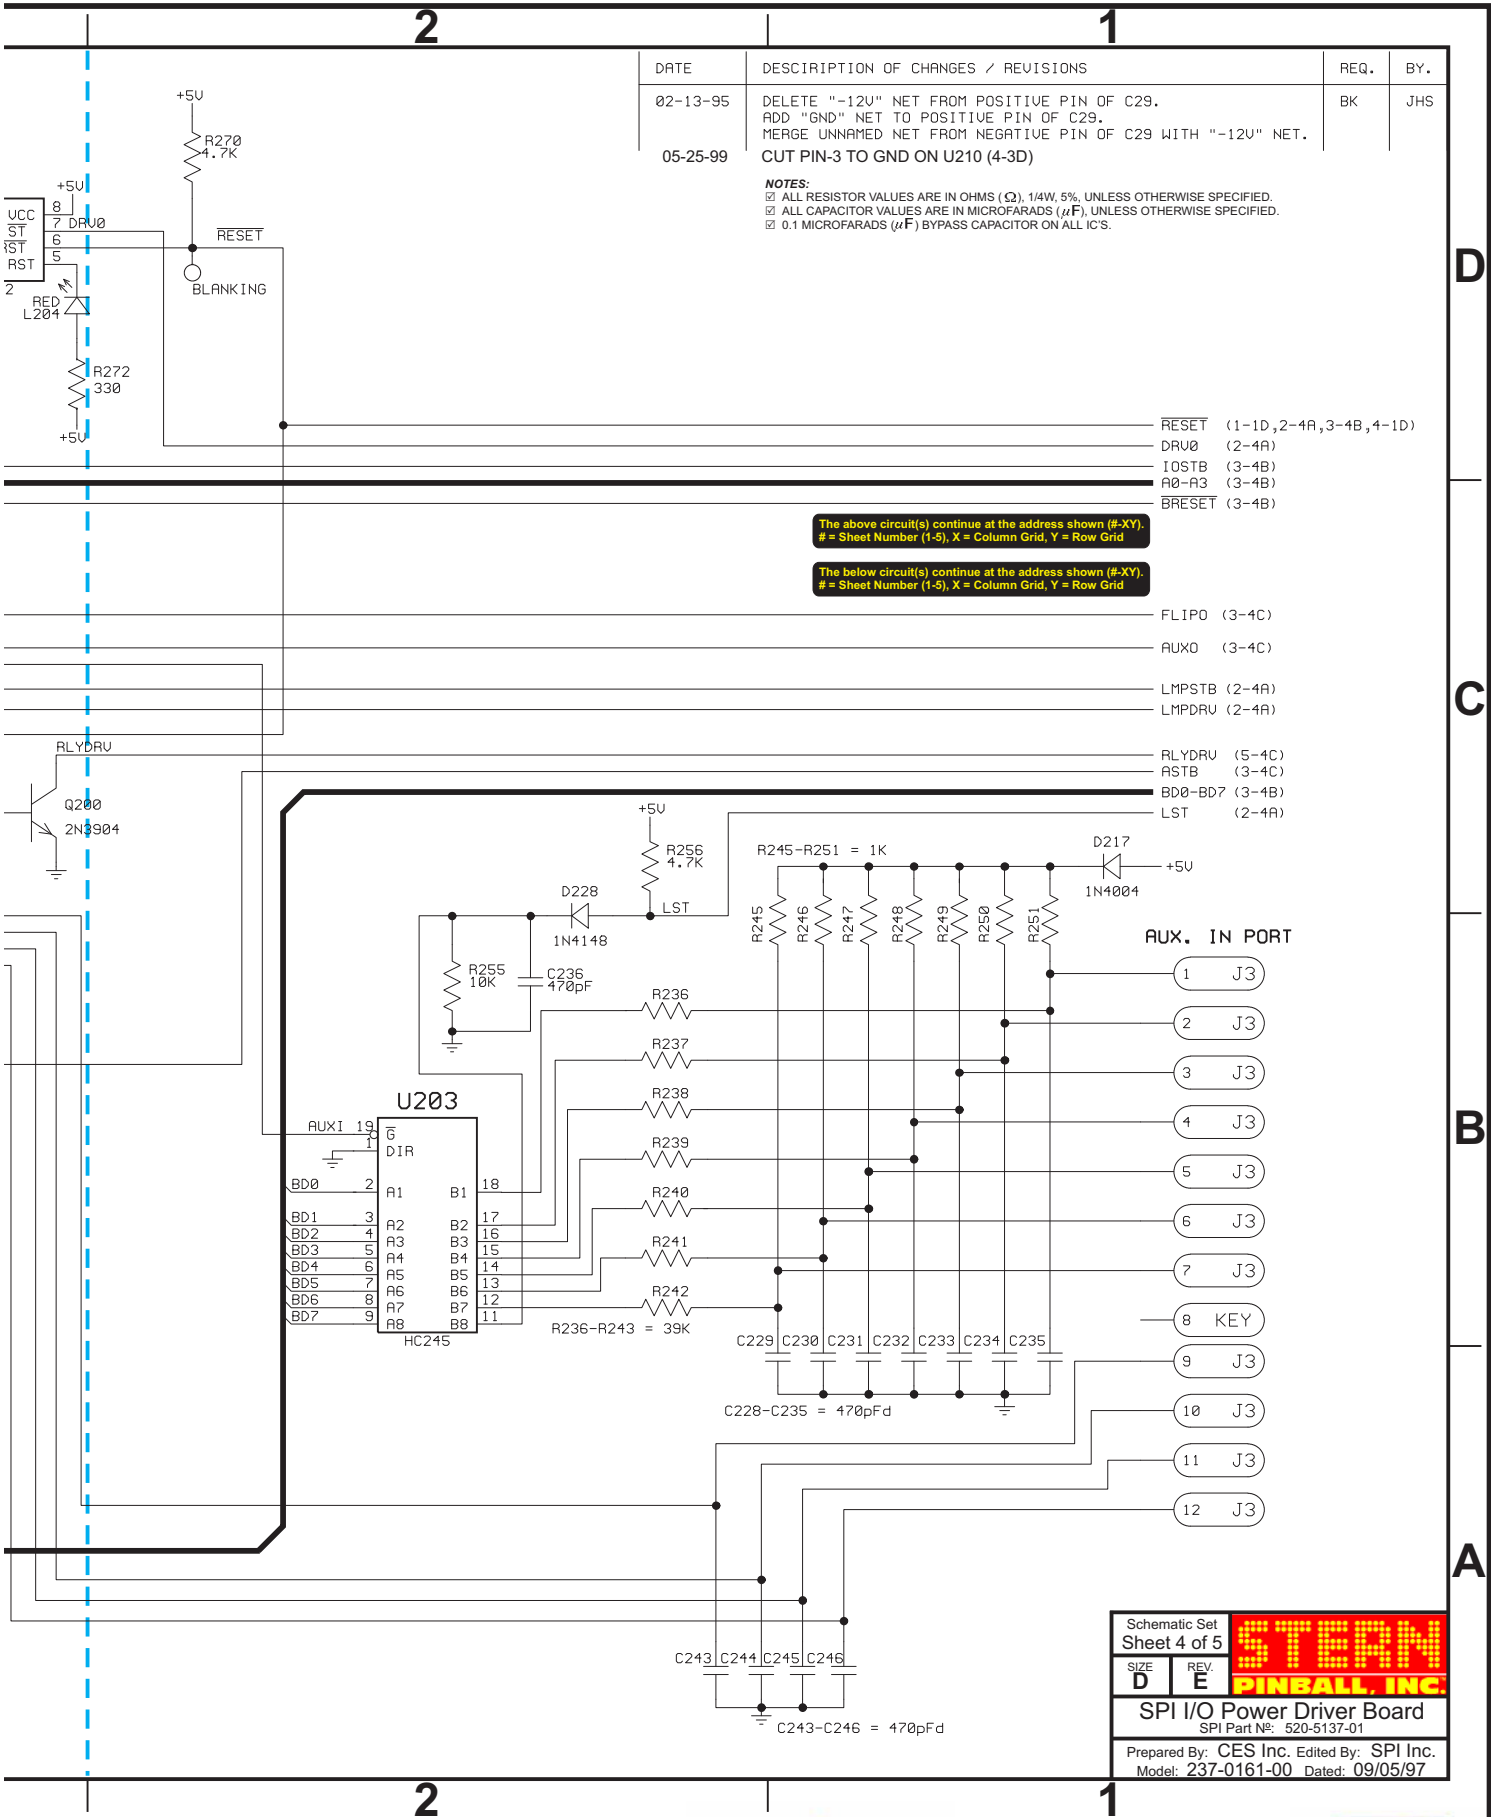 2 1
DATE DESCIRIPTION OF CHANGES / REVISIONS REQ. BY.
02-13-95 DELETE "-12V" NET FROM POSITIVE PIN OF C29. BK JHS
ADD "GND" NET TO POSITIVE PIN OF C29.
MERGE UNNAMED NET FROM NEGATIVE PIN OF C29 WITH "-12V" NET.
05-25-99 CUT PIN-3 TO GND ON U210 (4-3D)
NOTES:
☑ ALL RESISTOR VALUES ARE IN OHMS (Ω), 1/4W, 5%, UNLESS OTHERWISE SPECIFIED.
☑ ALL CAPACITOR VALUES ARE IN MICROFARADS (μF), UNLESS OTHERWISE SPECIFIED.
☑ 0.1 MICROFARADS (μF) BYPASS CAPACITOR ON ALL IC'S.
+5V
R270
4.7K
+5V
VCC 8
ST 7 DRV0
RST 6
RST 5
2
RESET
BLANKING
RED
L204
R272
330
+5V
D
RESET (1-1D,2-4A,3-4B,4-1D)
DRV0 (2-4A)
IOSTB (3-4B)
A0-A3 (3-4B)
BRESET (3-4B)
The above circuit(s) continue at the address shown (#-XY).
# = Sheet Number (1-5), X = Column Grid, Y = Row Grid
The below circuit(s) continue at the address shown (#-XY).
# = Sheet Number (1-5), X = Column Grid, Y = Row Grid
FLIPO (3-4C)
AUXO (3-4C)
LMPSTB (2-4A)
LMPDRV (2-4A)
C
RLYDRV
RLYDRV (5-4C)
ASTB (3-4C)
BD0-BD7 (3-4B)
LST (2-4A)
Q200
2N3904
+5V
R256
4.7K
LST
D228
1N4148
R255
10K
C236
470pF
R245-R251 = 1K
D217
1N4004
+5V
R245 R246 R247 R248 R249 R250 R251
AUX. IN PORT
1 J3
2 J3
3 J3
4 J3
5 J3
6 J3
7 J3
8 KEY
9 J3
10 J3
11 J3
12 J3
R236
R237
R238
R239
R240
R241
R242
R236-R243 = 39K
B
U203
AUXI 19 G
1 DIR
BD0 2 A1 B1 18
BD1 3 A2 B2 17
BD2 4 A3 B3 16
BD3 5 A4 B4 15
BD4 6 A5 B5 14
BD5 7 A6 B6 13
BD6 8 A7 B7 12
BD7 9 A8 B8 11
HC245
C229 C230 C231 C232 C233 C234 C235
C228-C235 = 470pFd
A
C243 C244 C245 C246
C243-C246 = 470pFd
Schematic Set
Sheet 4 of 5
SIZE
D
REV.
E
STERN
PINBALL, INC.
SPI I/O Power Driver Board
SPI Part Nº: 520-5137-01
Prepared By: CES Inc. Edited By: SPI Inc.
Model: 237-0161-00 Dated: 09/05/97
2 1